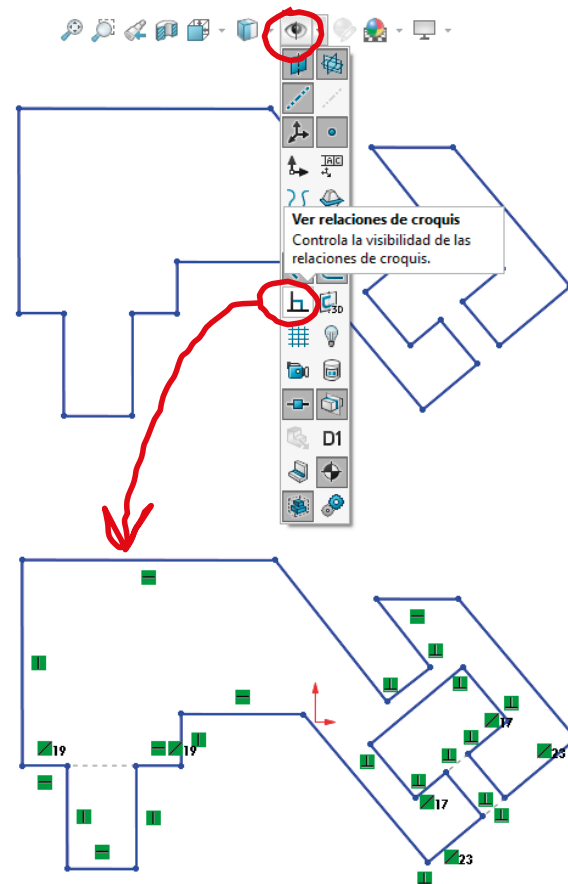 Ver relaciones de croquis
Controla la visibilidad de las
relaciones de croquis.
3D
D1
19
19
17
23
17
23